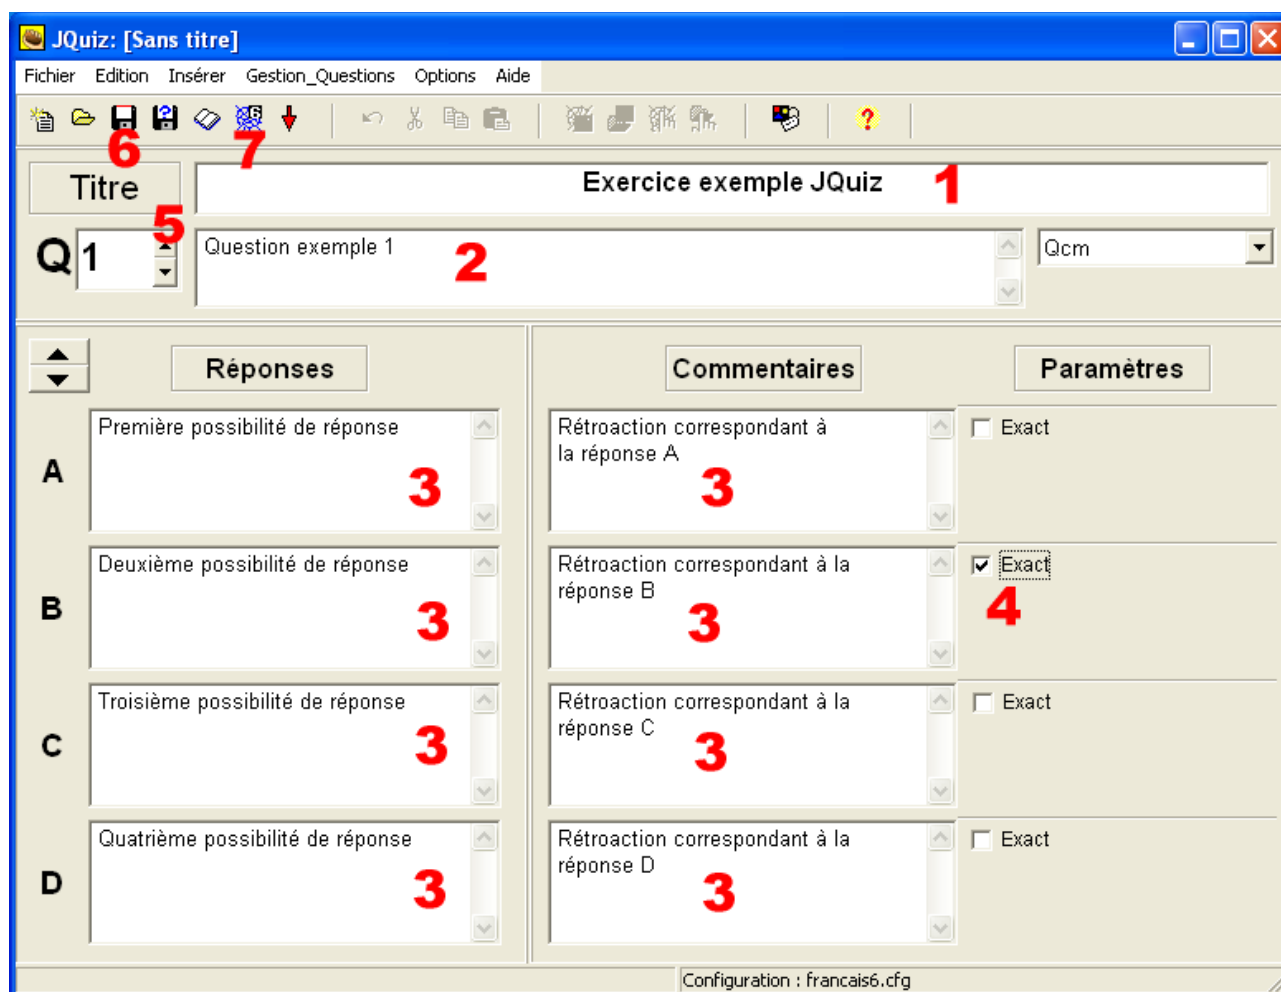 JQuiz: [Sans titre]
Fichier Edition Insérer Gestion_Questions Options Aide
6 7
Titre Exercice exemple JQuiz 1
5
Q 1 Question exemple 1 2 Qcm
Réponses Commentaires Paramètres
A Première possibilité de réponse Rétroaction correspondant à Exact
la réponse A
3 3
B Deuxième possibilité de réponse Rétroaction correspondant à la Exact
réponse B
3 3 4
C Troisième possibilité de réponse Rétroaction correspondant à la Exact
réponse C
3 3
D Quatrième possibilité de réponse Rétroaction correspondant à la Exact
réponse D
3 3
Configuration : francais6.cfg